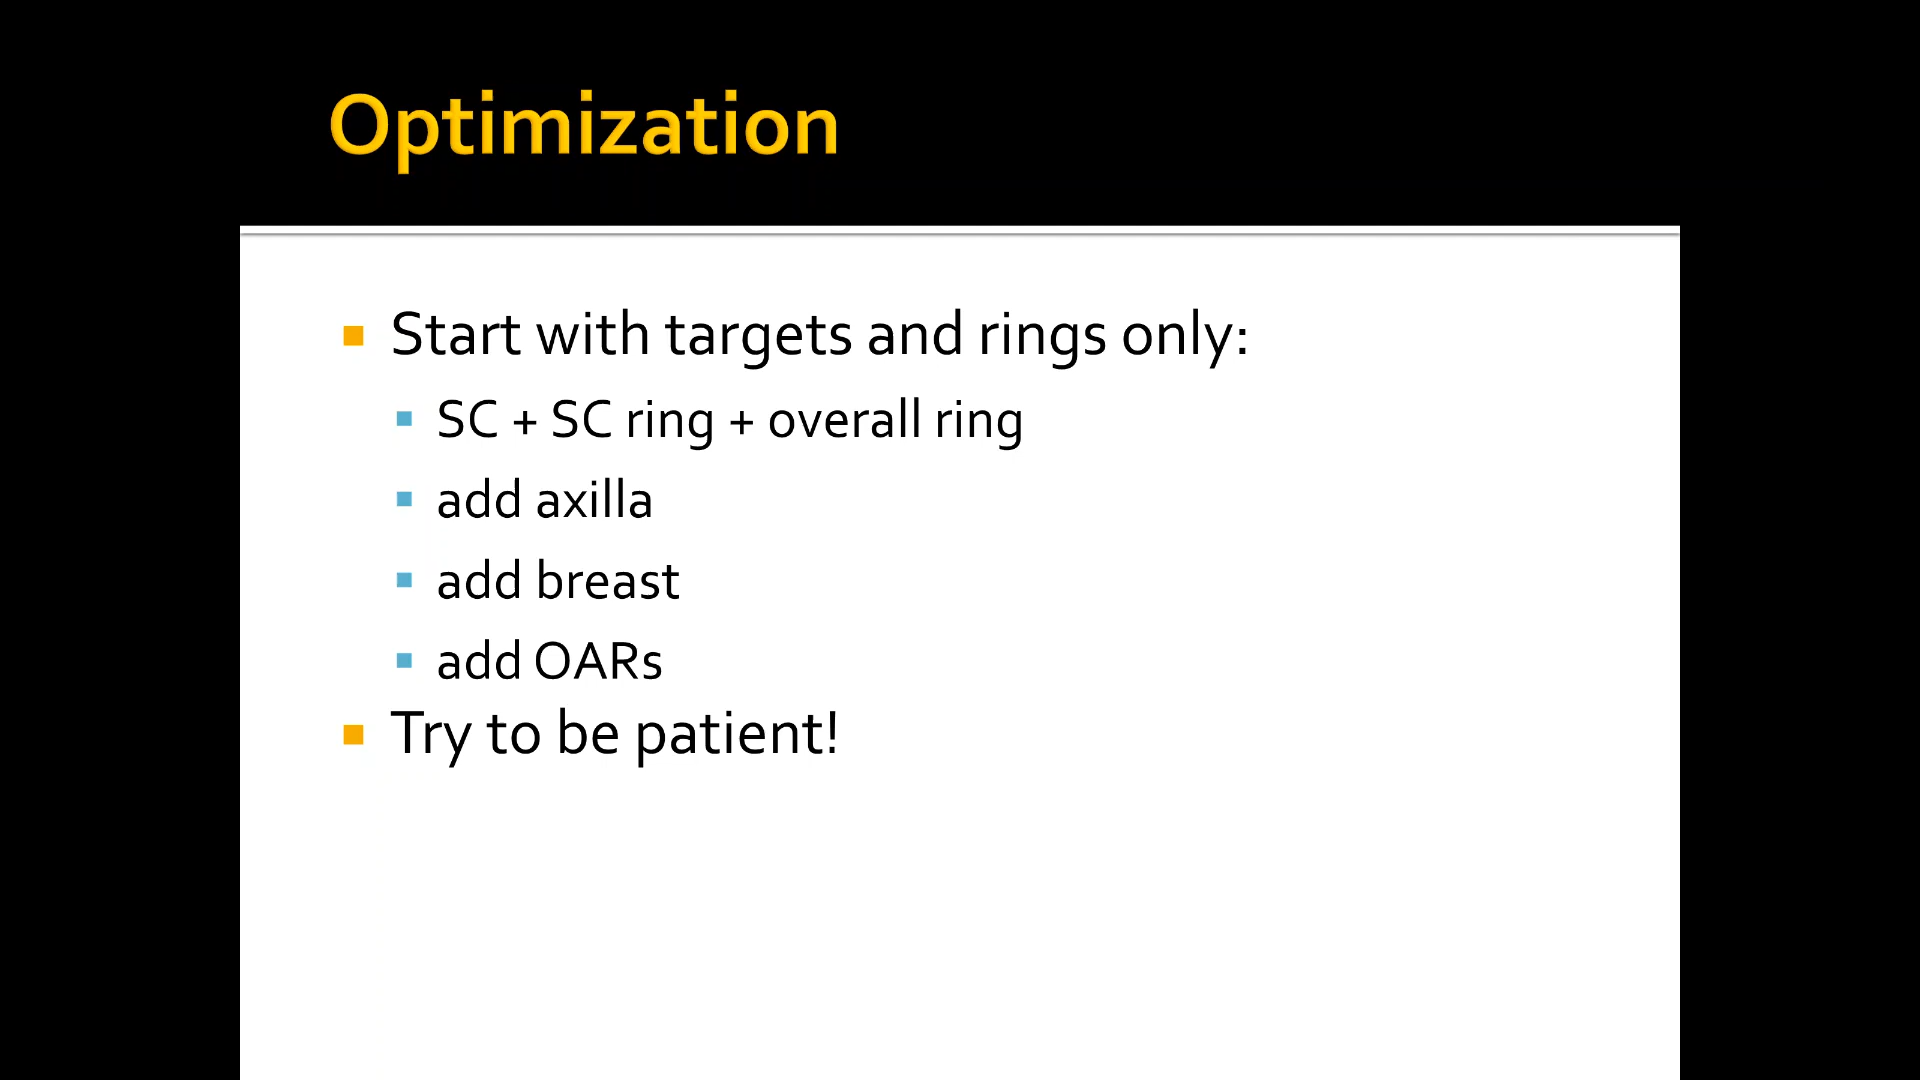 Optimization
Start with targets and rings only:
SC + SC ring + overall ring
add axilla
add breast
add OARs
Try to be patient!